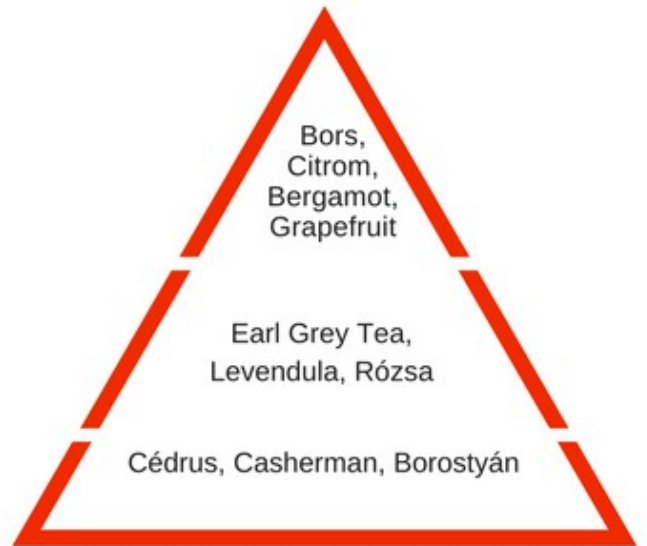 Bors,
Citrom,
Bergamot,
Grapefruit
Earl Grey Tea,
Levendula, Rózsa
Cédrus, Casherman, Borostyán